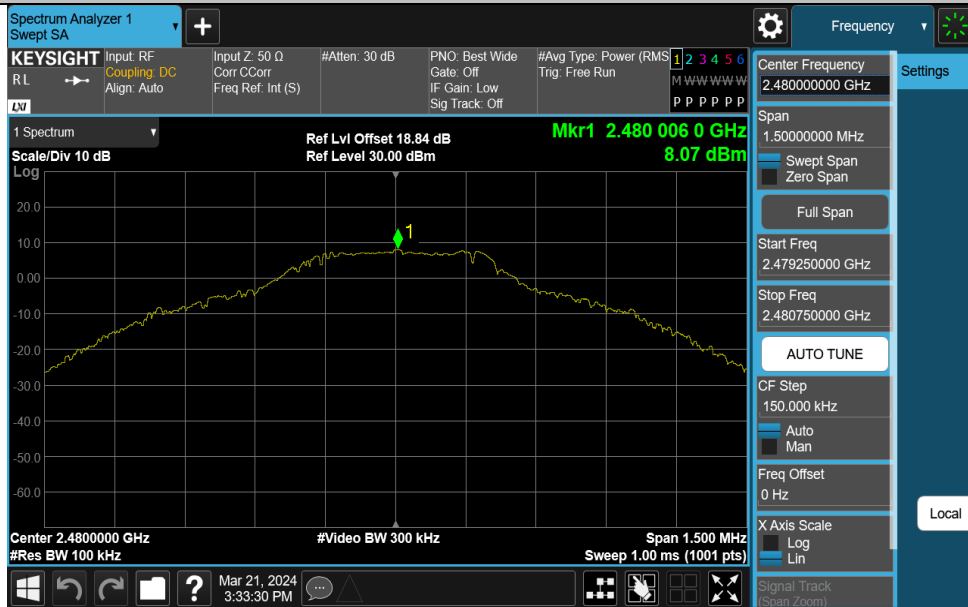 Spectrum Analyzer 1
Swept SA
+
Frequency
KEYSIGHT
RL
LXI
Input: RF
Coupling: DC
Align: Auto
Input Z: 50 Ω
Corr CCorr
Freq Ref: Int (S)
#Atten: 30 dB
PNO: Best Wide
Gate: Off
IF Gain: Low
Sig Track: Off
#Avg Type: Power (RMS
Trig: Free Run
1 2 3 4 5 6
M W W W W W
P P P P P P
1 Spectrum
Scale/Div 10 dB
Log
Ref Lvl Offset 18.84 dB
Ref Level 30.00 dBm
Mkr1 2.480 006 0 GHz
8.07 dBm
1
20.0
10.0
0.00
-10.0
-20.0
-30.0
-40.0
-50.0
-60.0
Center 2.4800000 GHz
#Res BW 100 kHz
#Video BW 300 kHz
Span 1.500 MHz
Sweep 1.00 ms (1001 pts)
?
Mar 21, 2024
3:33:30 PM
Center Frequency
2.480000000 GHz
Span
1.50000000 MHz
Swept Span
Zero Span
Full Span
Start Freq
2.479250000 GHz
Stop Freq
2.480750000 GHz
AUTO TUNE
CF Step
150.000 kHz
Auto
Man
Freq Offset
0 Hz
X Axis Scale
Log
Lin
Signal Track
(Span Zoom)
Settings
Local